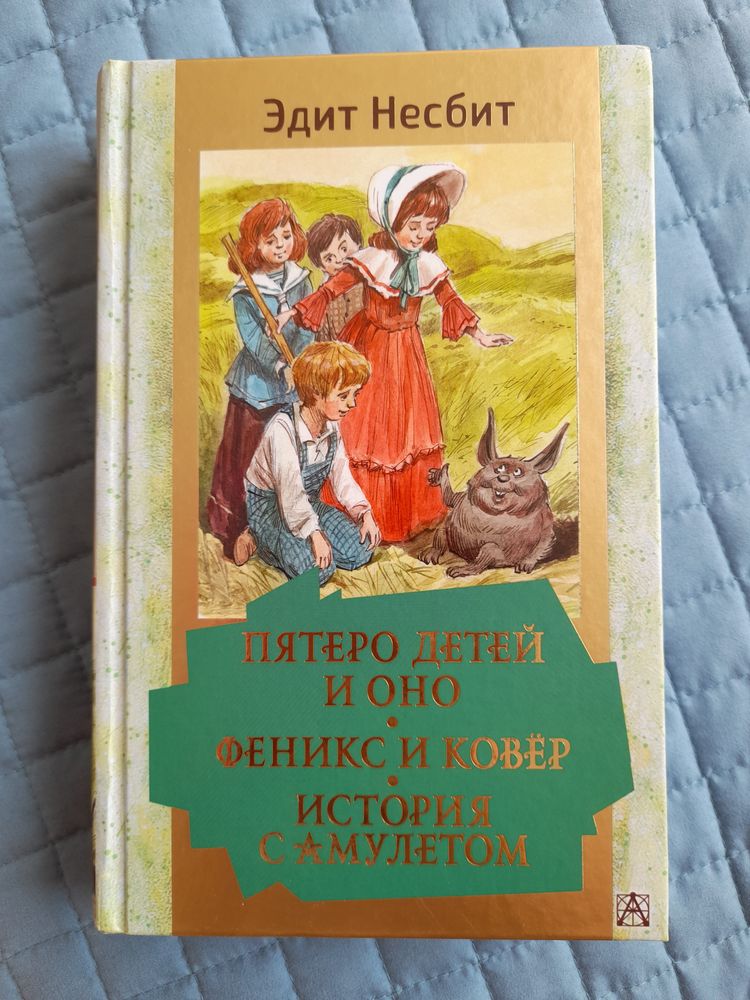 Эдит Несбит
ПЯТЕРО ДЕТЕЙ
И ОНО
•
ФЕНИКС И КОВЁР
•
ИСТОРИЯ
С АМУЛЕТОМ